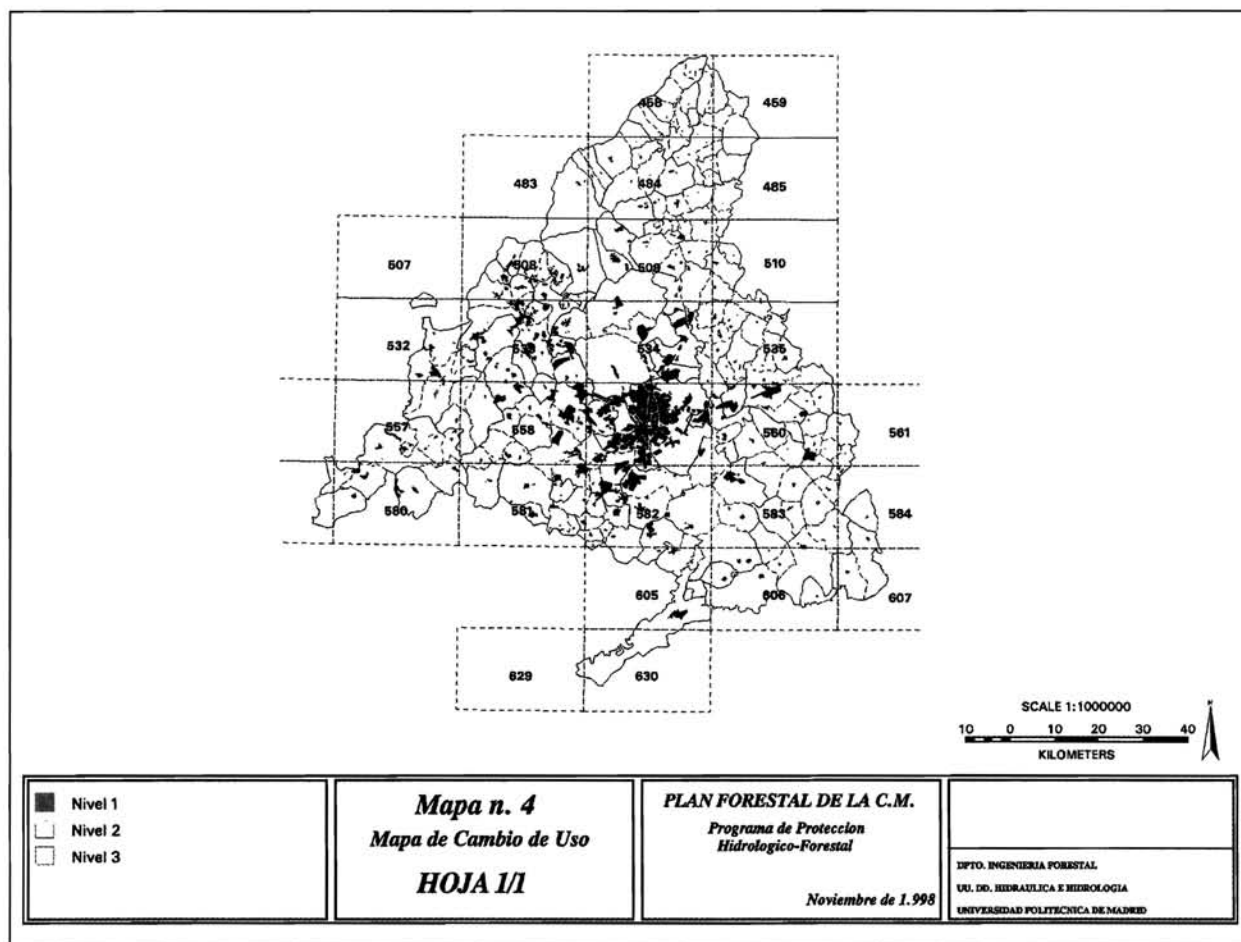 458
459
483
484
485
507
508
509
510
532
533
534
535
557
558
560
561
580
581
582
583
584
605
606
607
629
630
SCALE 1:1000000
10 0 10 20 30 40
KILOMETERS
N
Nivel 1
Nivel 2
Nivel 3
Mapa n. 4
Mapa de Cambio de Uso
HOJA 1/1
PLAN FORESTAL DE LA C.M.
Programa de Proteccion
Hidrologico-Forestal
Noviembre de 1.998
DPTO. INGENIERIA FORESTAL
UU. DD. HIDRAULICA E HIDROLOGIA
UNIVERSIDAD POLITECNICA DE MADRID